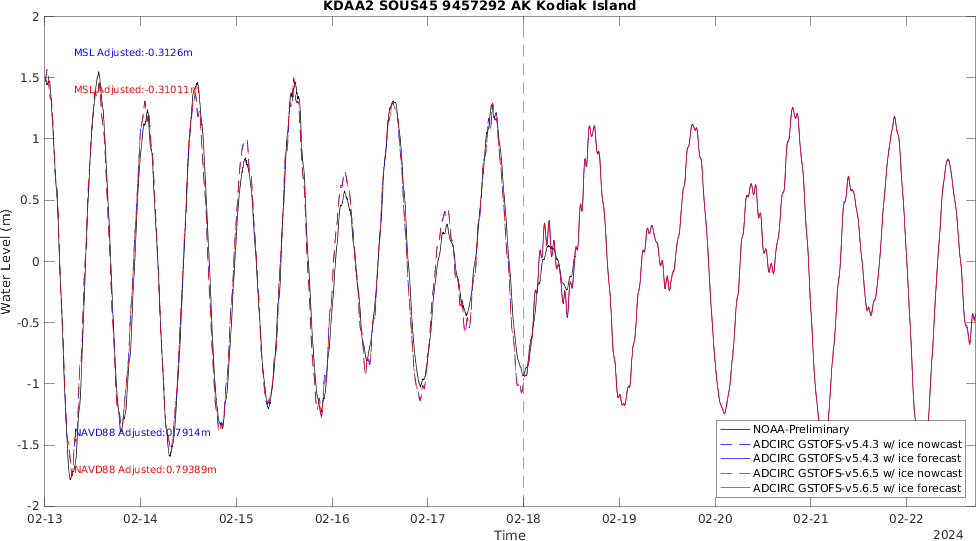 KDAA2 SOUS45 9457292 AK Kodiak Island
2
1.5
1
0.5
0
-0.5
-1
-1.5
-2
Water Level (m)
MSL Adjusted:-0.3126m
MSL Adjusted:-0.31011m
NAVD88 Adjusted:0.7914m
NAVD88 Adjusted:0.79389m
NOAA-Preliminary
ADCIRC GSTOFS-v5.4.3 w/ ice nowcast
ADCIRC GSTOFS-v5.4.3 w/ ice forecast
ADCIRC GSTOFS-v5.6.5 w/ ice nowcast
ADCIRC GSTOFS-v5.6.5 w/ ice forecast
02-13 02-14 02-15 02-16 02-17 02-18 02-19 02-20 02-21 02-22
Time
2024